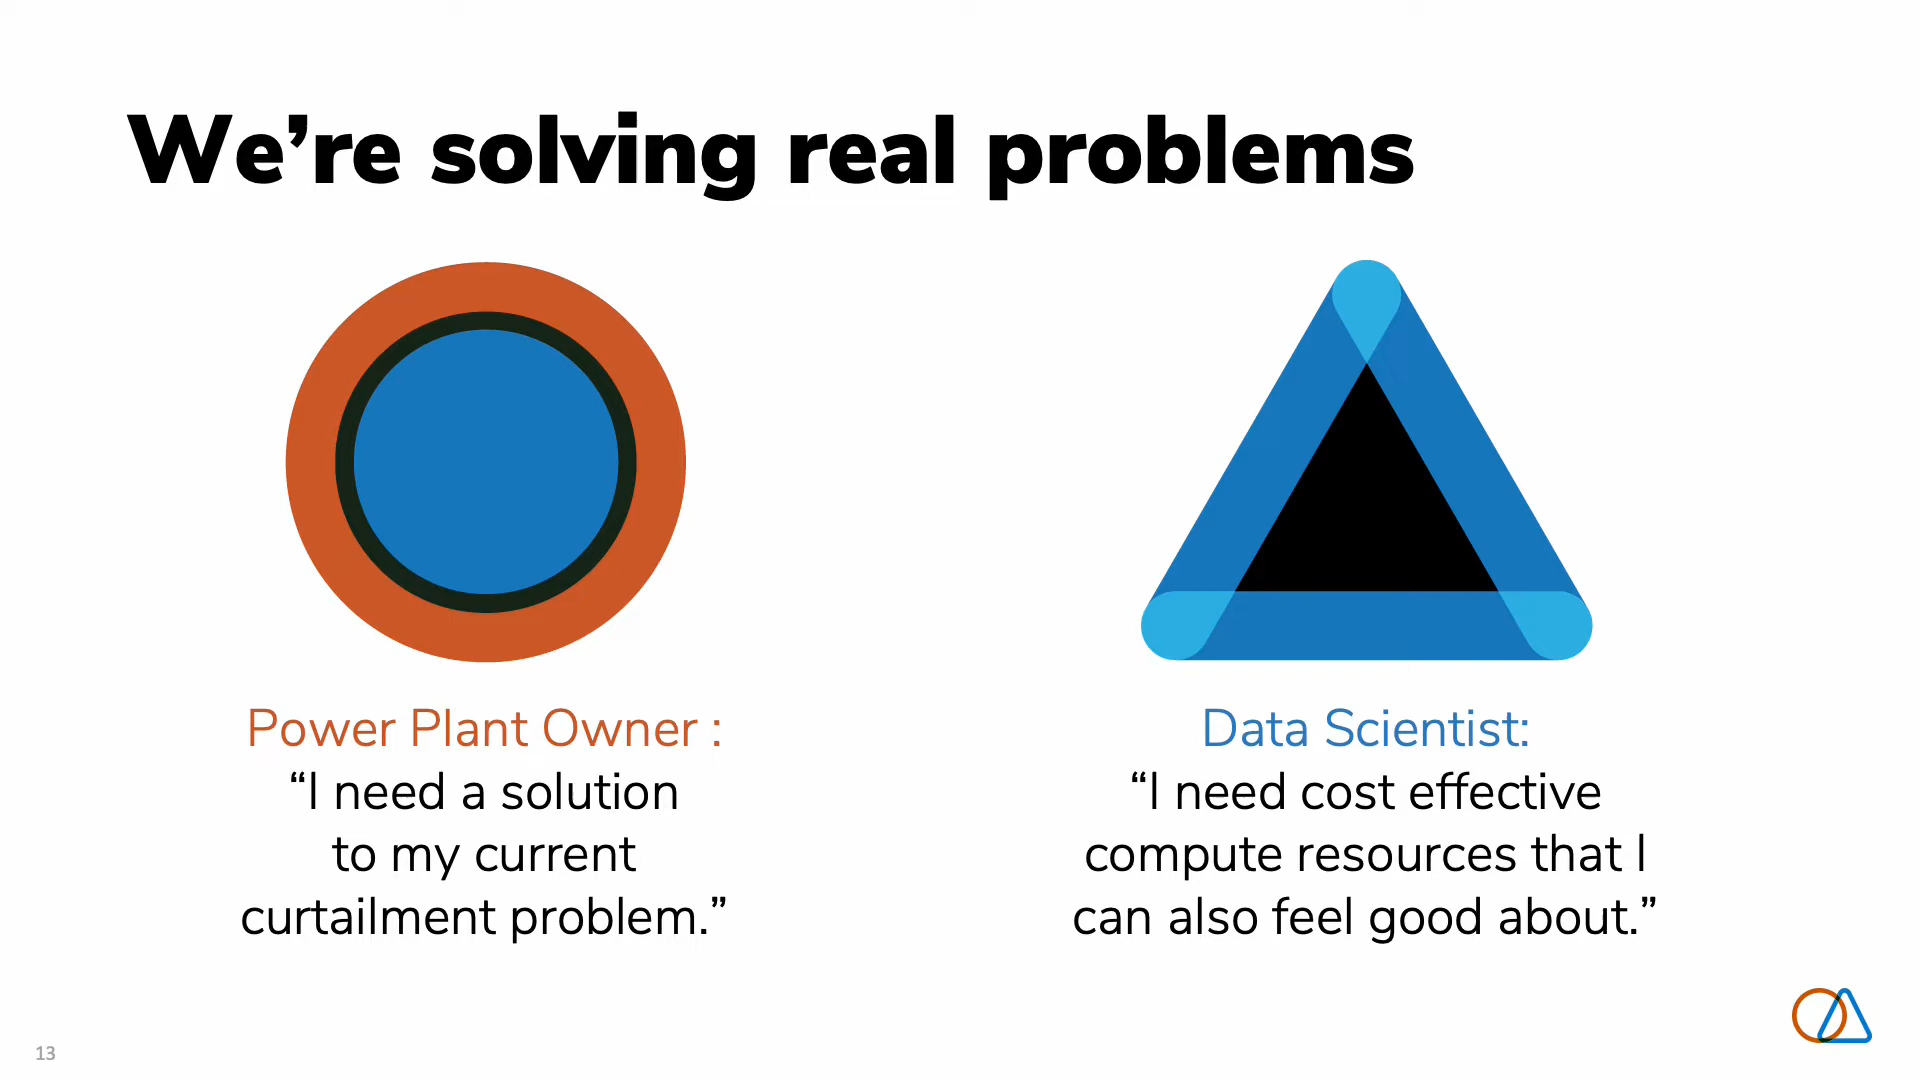 We’re solving real problems
Power Plant Owner :
“I need a solution
to my current
curtailment problem.”
Data Scientist:
“I need cost effective
compute resources that I
can also feel good about.”
13